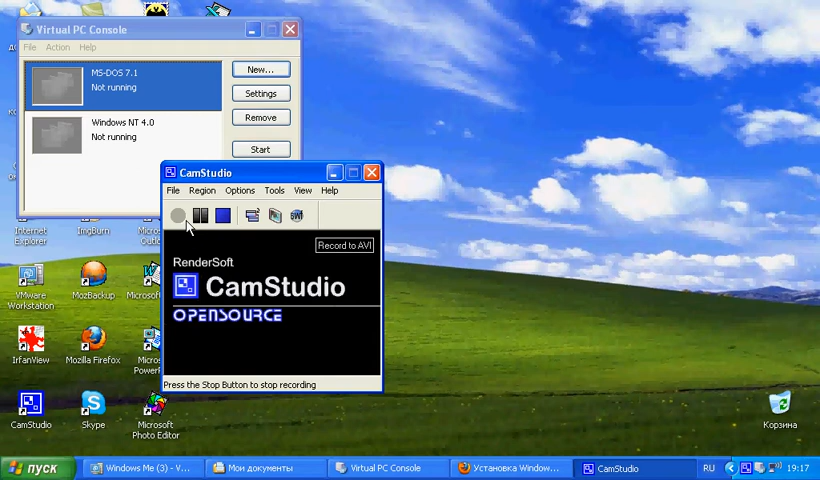 Virtual PC Console
File Action Help
MS-DOS 7.1
Not running
Windows NT 4.0
Not running
New...
Settings
Remove
Start
CamStudio
File Region Options Tools View Help
Record to AVI
RenderSoft
CamStudio
OPENSOURCE
Press the Stop Button to stop recording
Internet
Explorer
ImgBurn
Microsoft
VMware
Workstation
MozBackup
IrfanView
Mozilla Firefox
CamStudio
Skype
Microsoft
Photo Editor
Корзина
пуск
Windows Me (3) - V...
Мои документы
Virtual PC Console
Установка Window...
CamStudio
RU
19:17